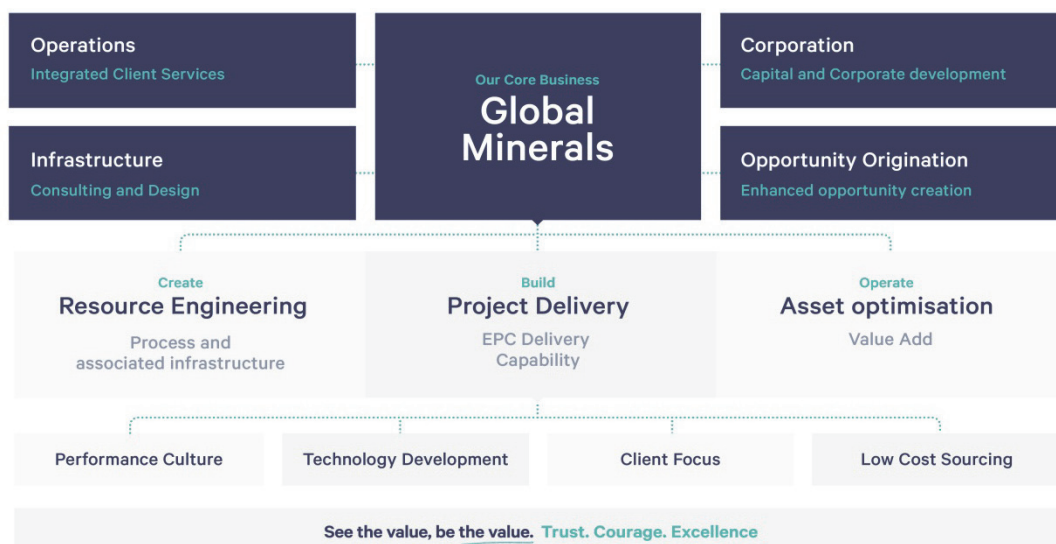 Operations
Integrated Client Services
Infrastructure
Consulting and Design
Our Core Business
Global
Minerals
Corporation
Capital and Corporate development
Opportunity Origination
Enhanced opportunity creation
Create
Resource Engineering
Process and
associated infrastructure
Build
Project Delivery
EPC Delivery
Capability
Operate
Asset optimisation
Value Add
Performance Culture
Technology Development
Client Focus
Low Cost Sourcing
See the value, be the value. Trust. Courage. Excellence